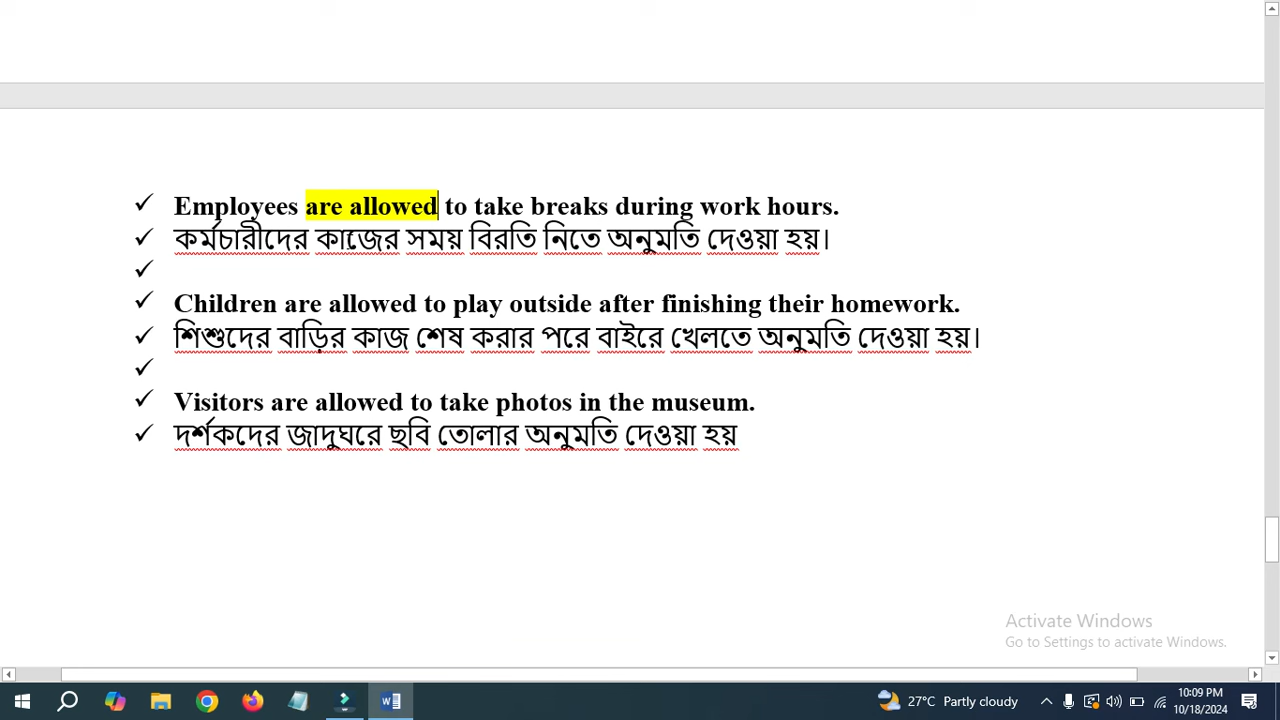 ✓ Employees are allowed to take breaks during work hours.
✓ কর্মচারীদের কাজের সময় বিরতি নিতে অনুমতি দেওয়া হয়।
✓
✓ Children are allowed to play outside after finishing their homework.
✓ শিশুদের বাড়ির কাজ শেষ করার পরে বাইরে খেলতে অনুমতি দেওয়া হয়।
✓
✓ Visitors are allowed to take photos in the museum.
✓ দর্শকদের জাদুঘরে ছবি তোলার অনুমতি দেওয়া হয়
Activate Windows
Go to Settings to activate Windows.
27°C Partly cloudy
10:09 PM
10/18/2024